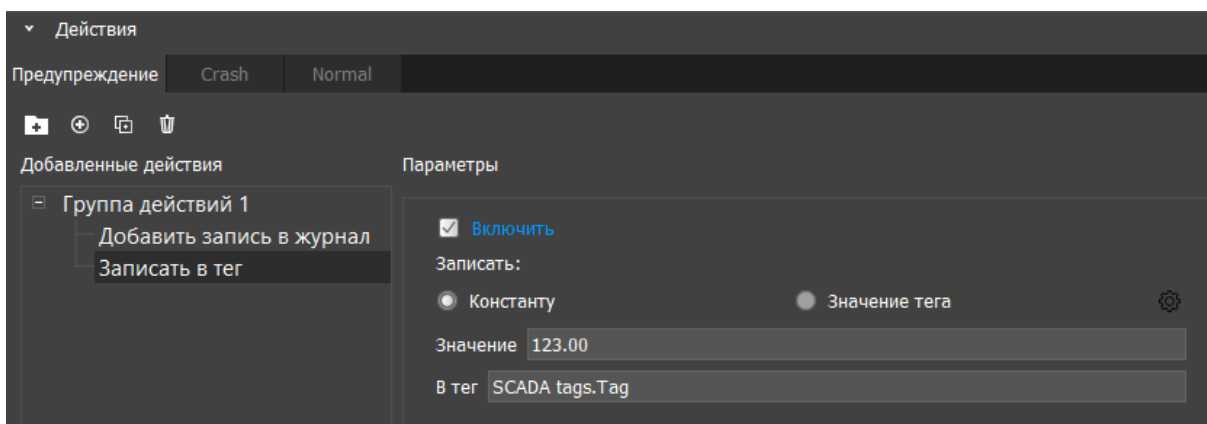 Действия
Предупреждение Crash Normal
Добавленные действия Параметры
Группа действий 1
Добавить запись в журнал
Записать в тег
Включить
Записать:
Константу Значение тега
Значение 123.00
В тег SCADA tags.Tag